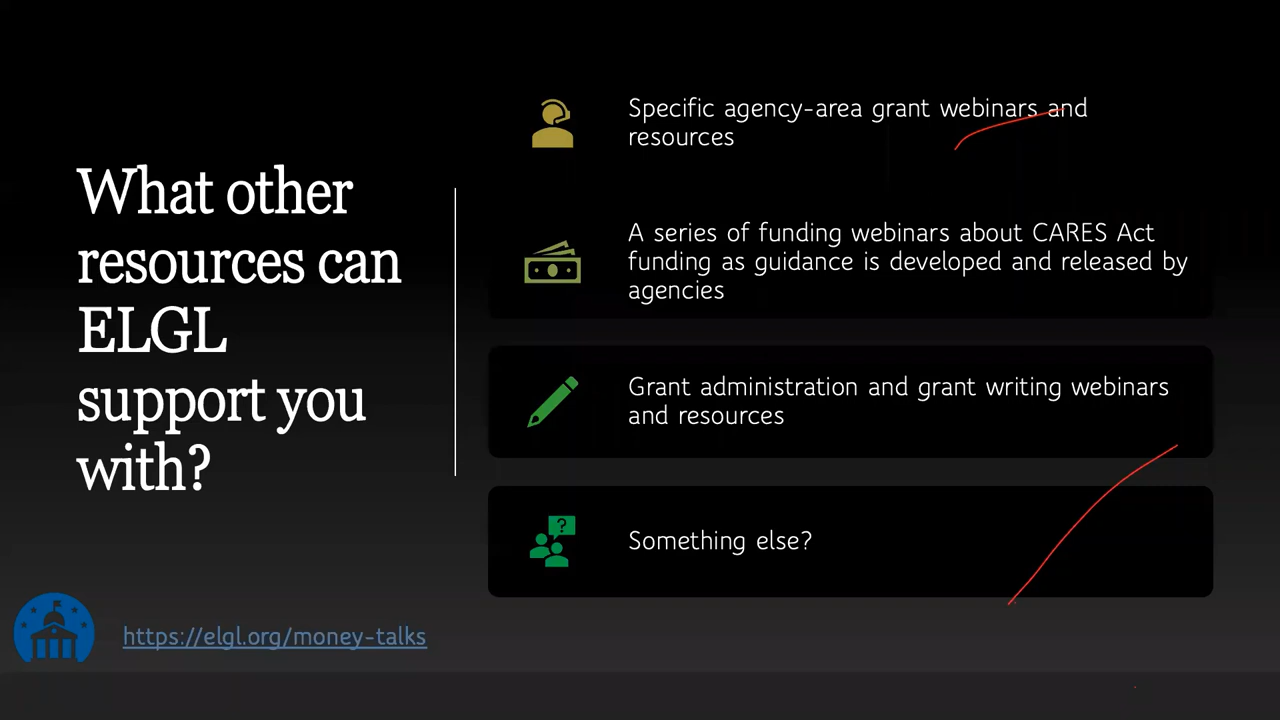 What other
resources can
ELGL
support you
with?
Specific agency-area grant webinars and
resources
A series of funding webinars about CARES Act
funding as guidance is developed and released by
agencies
Grant administration and grant writing webinars
and resources
?
Something else?
https://elgl.org/money-talks